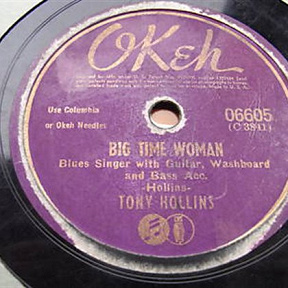 OKeh
Use Columbia
or Okeh Needles
06605
(C 3841)
BIG TIME WOMAN
Blues Singer with Guitar, Washboard
and Bass Acc.
-Hollins-
TONY HOLLINS